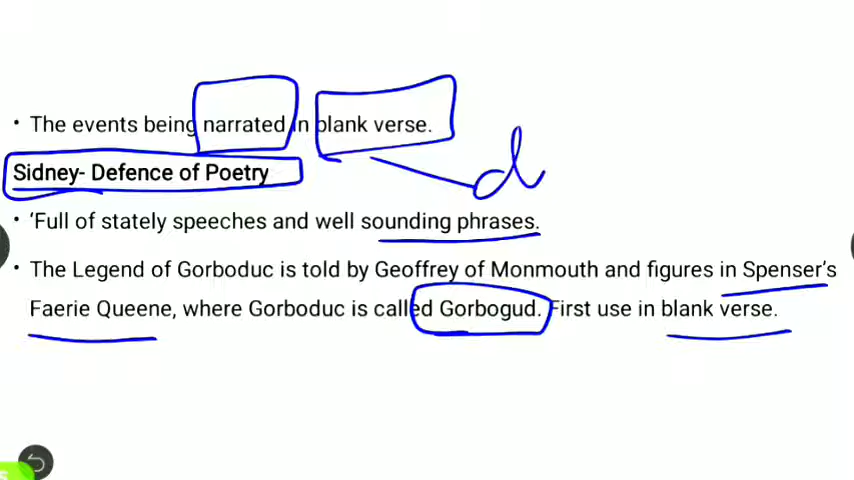 • The events being narrated in blank verse.
d
Sidney- Defence of Poetry
• ‘Full of stately speeches and well sounding phrases.
• The Legend of Gorboduc is told by Geoffrey of Monmouth and figures in Spenser's
Faerie Queene, where Gorboduc is called Gorbogud. First use in blank verse.